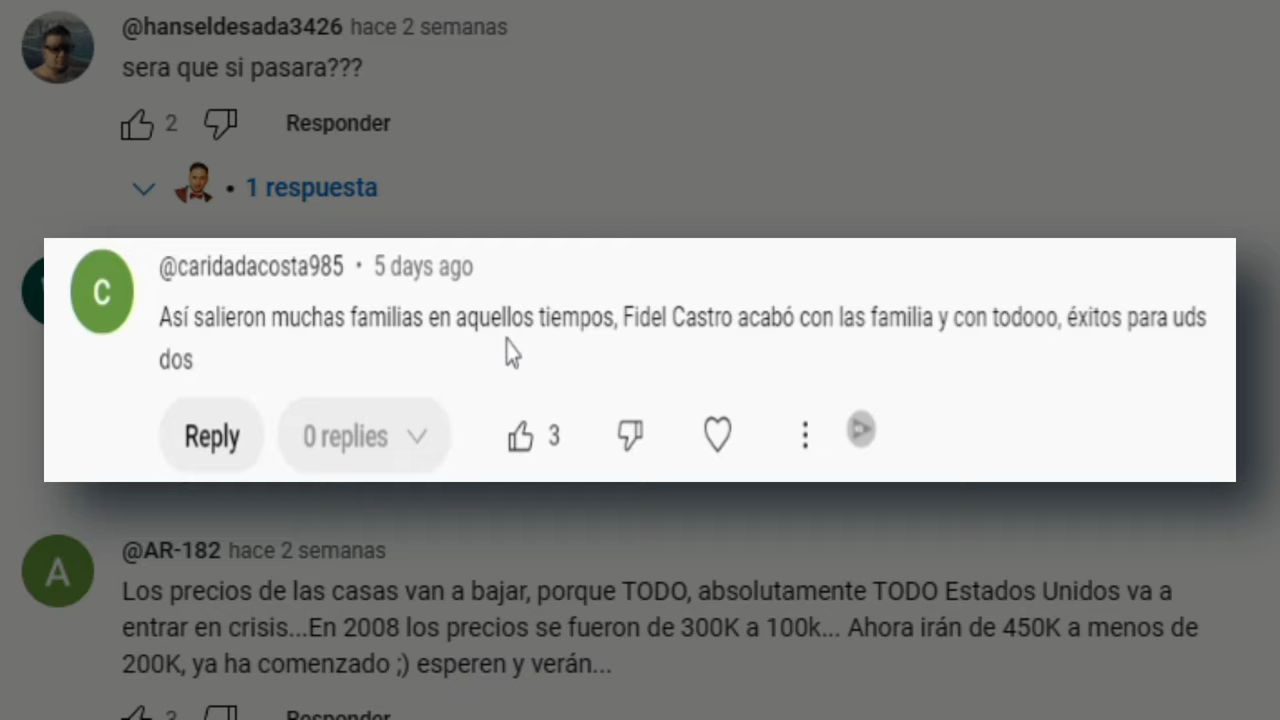 @hanseldesada3426 hace 2 semanas
sera que si pasara???
2 Responder
• 1 respuesta
C @caridadacosta985 • 5 days ago
Así salieron muchas familias en aquellos tiempos, Fidel Castro acabó con las familia y con todooo, éxitos para uds
dos
Reply 0 replies 3
A @AR-182 hace 2 semanas
Los precios de las casas van a bajar, porque TODO, absolutamente TODO Estados Unidos va a
entrar en crisis...En 2008 los precios se fueron de 300K a 100k... Ahora irán de 450K a menos de
200K, ya ha comenzado ;) esperen y verán...
Responder